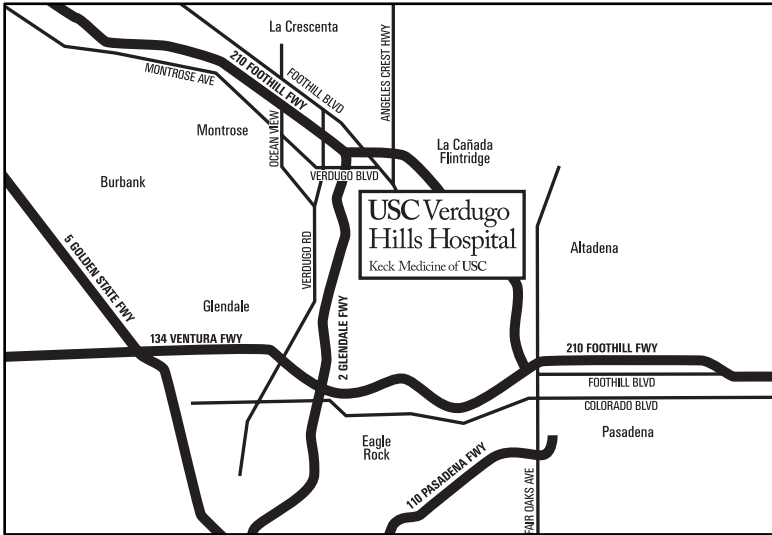 La Crescenta
210 FOOTHILL FWY
FOOTHILL BLVD
ANGELES CREST HWY
MONTROSE AVE
Montrose
OCEAN VIEW
La Cañada
Flintridge
VERDUGO BLVD
Burbank
USC Verdugo
Hills Hospital
Keck Medicine of USC
VERDUGO RD
Altadena
5 GOLDEN STATE FWY
Glendale
134 VENTURA FWY
2 GLENDALE FWY
210 FOOTHILL FWY
FOOTHILL BLVD
COLORADO BLVD
Eagle
Rock
Pasadena
110 PASADENA FWY
FAIR OAKS AVE